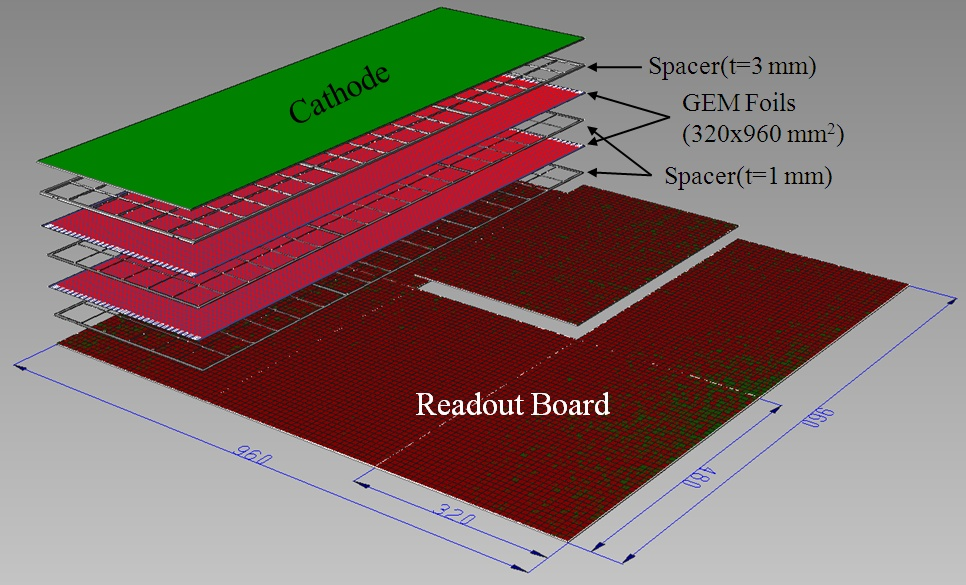 Cathode
Spacer(t=3 mm)
GEM Foils
(320x960 mm²)
Spacer(t=1 mm)
Readout Board
960
320
480
960